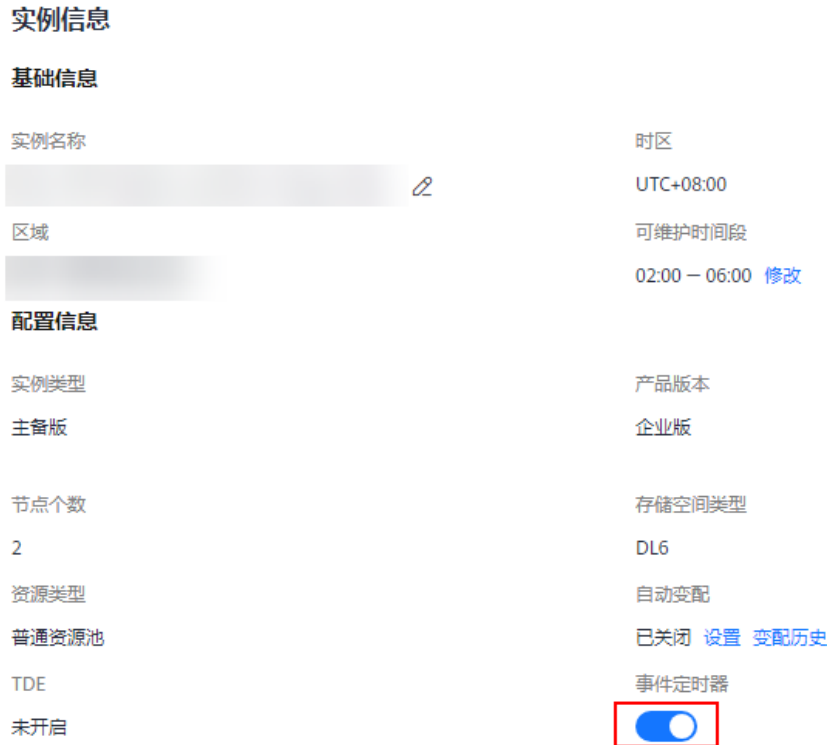 实例信息
基础信息
实例名称
时区
UTC+08:00
区域
可维护时间段
02:00 — 06:00 修改
配置信息
实例类型
产品版本
主备版
企业版
节点个数
存储空间类型
2
DL6
资源类型
自动变配
普通资源池
已关闭 设置 变配历史
TDE
事件定时器
未开启